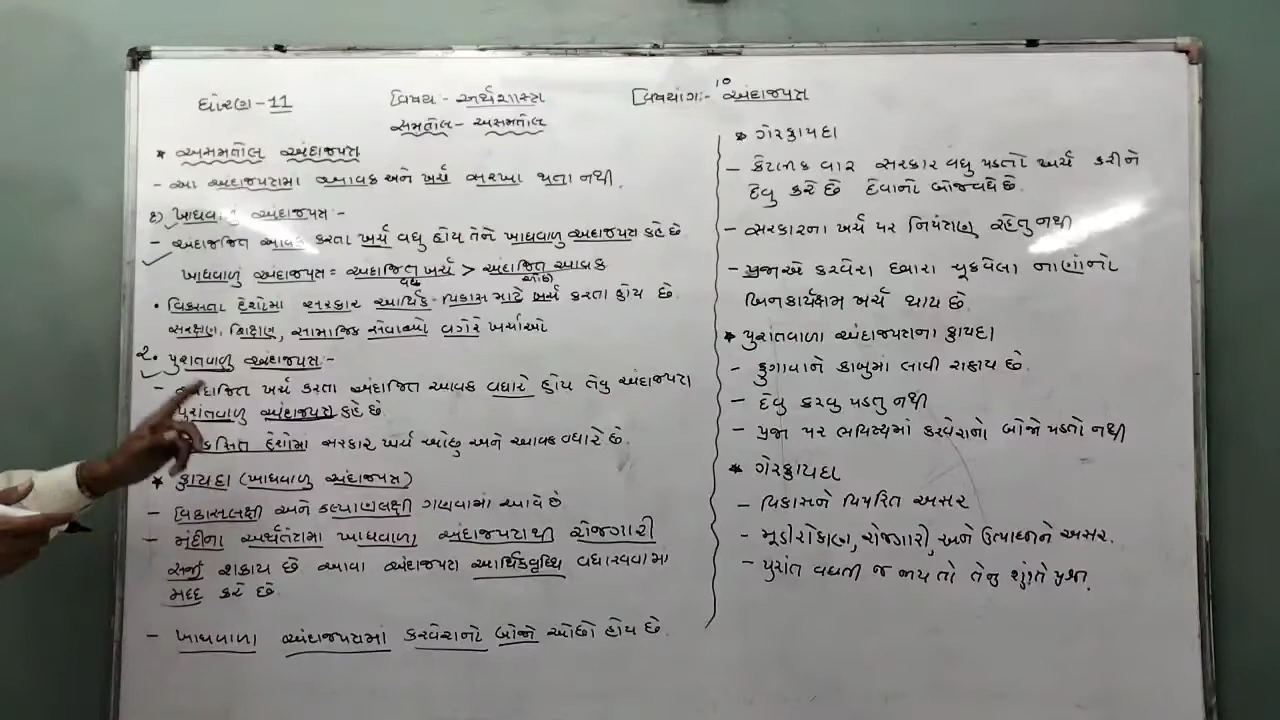 ધોરણ-11 વિષય - અર્થશાસ્ત્ર વિષયાંગ:- 10 અંદાજપત્ર
સમતોલ - અસમતોલ
* અસમતોલ અંદાજપત્ર
- આ અંદાજપત્રમા આવક અને ખર્ચ સરખા થતા નથી.
૧) ખાધવાળુ અંદાજપત્ર :-
- અંદાજીત આવક કરતા ખર્ચ વધુ હોય તેને ખાધવાળુ અંદાજપત્ર કહે છે
ખાધવાળુ અંદાજપત્ર = અંદાજિત ખર્ચ > અંદાજિત આવક
વધુ ઓછી
• વિકસતા દેશોમા સરકાર આર્થિક વિકાસ માટે ખર્ચ કરતા હોય છે.
સંરક્ષણ, શિક્ષણ, સામાજિક સેવાઓ વગેરે ખર્ચાઓ
૨. પુરાંતવાળુ અંદાજપત્ર :-
- અંદાજિત ખર્ચ કરતા અંદાજિત આવક વધારે હોય તેવુ અંદાજપત્ર
પુરાંતવાળુ અંદાજપત્ર કહે છે.
દેશોમા સરકાર ખર્ચ ઓછુ અને આવક વધારે છે.
* ફાયદા (ખાધવાળુ અંદાજપત્ર)
- વિકાસલક્ષી અને કલ્યાણલક્ષી ગણવામાં આવે છે
- મંદીના અર્થતંત્રમા ખાધવાળા અંદાજપત્રથી રોજગારી
સર્જી શકાય છે આવા અંદાજપત્ર આર્થિકવૃધ્ધિ વધારવામા
મદદ કરે છે.
- ખાધવાળા અંદાજપત્રમાં કરવેરાનો બોજો ઓછો હોય છે.
* ગેરફાયદા
- કેટલાક વાર સરકાર વધુ પડતો ખર્ચ કરીને
દેવુ કરે છે દેવાનો બોજ વધે છે.
- સરકારના ખર્ચ પર નિયંત્રણ રહેતુ નથી
- પ્રજાએ કરવેરા દ્વારા ચૂકવેલા નાણાંનો
બિનકાર્યક્ષમ ખર્ચ થાય છે.
* પુરાંતવાળા અંદાજપત્રના ફાયદા
- ફુગાવાને કાબુમાં લાવી શકાય છે.
- દેવુ કરવુ પડતુ નથી
- પ્રજા પર ભવિષ્યમાં કરવેરાનો બોજો પડતો નથી
* ગેરફાયદા
- વિકાસને વિપરિત અસર
- મૂડીરોકાણ, રોજગારી, અને ઉત્પાદનને અસર.
- પુરાંત વધતી જ જાય તો તેનુ શું? તે પ્રશ્ન.